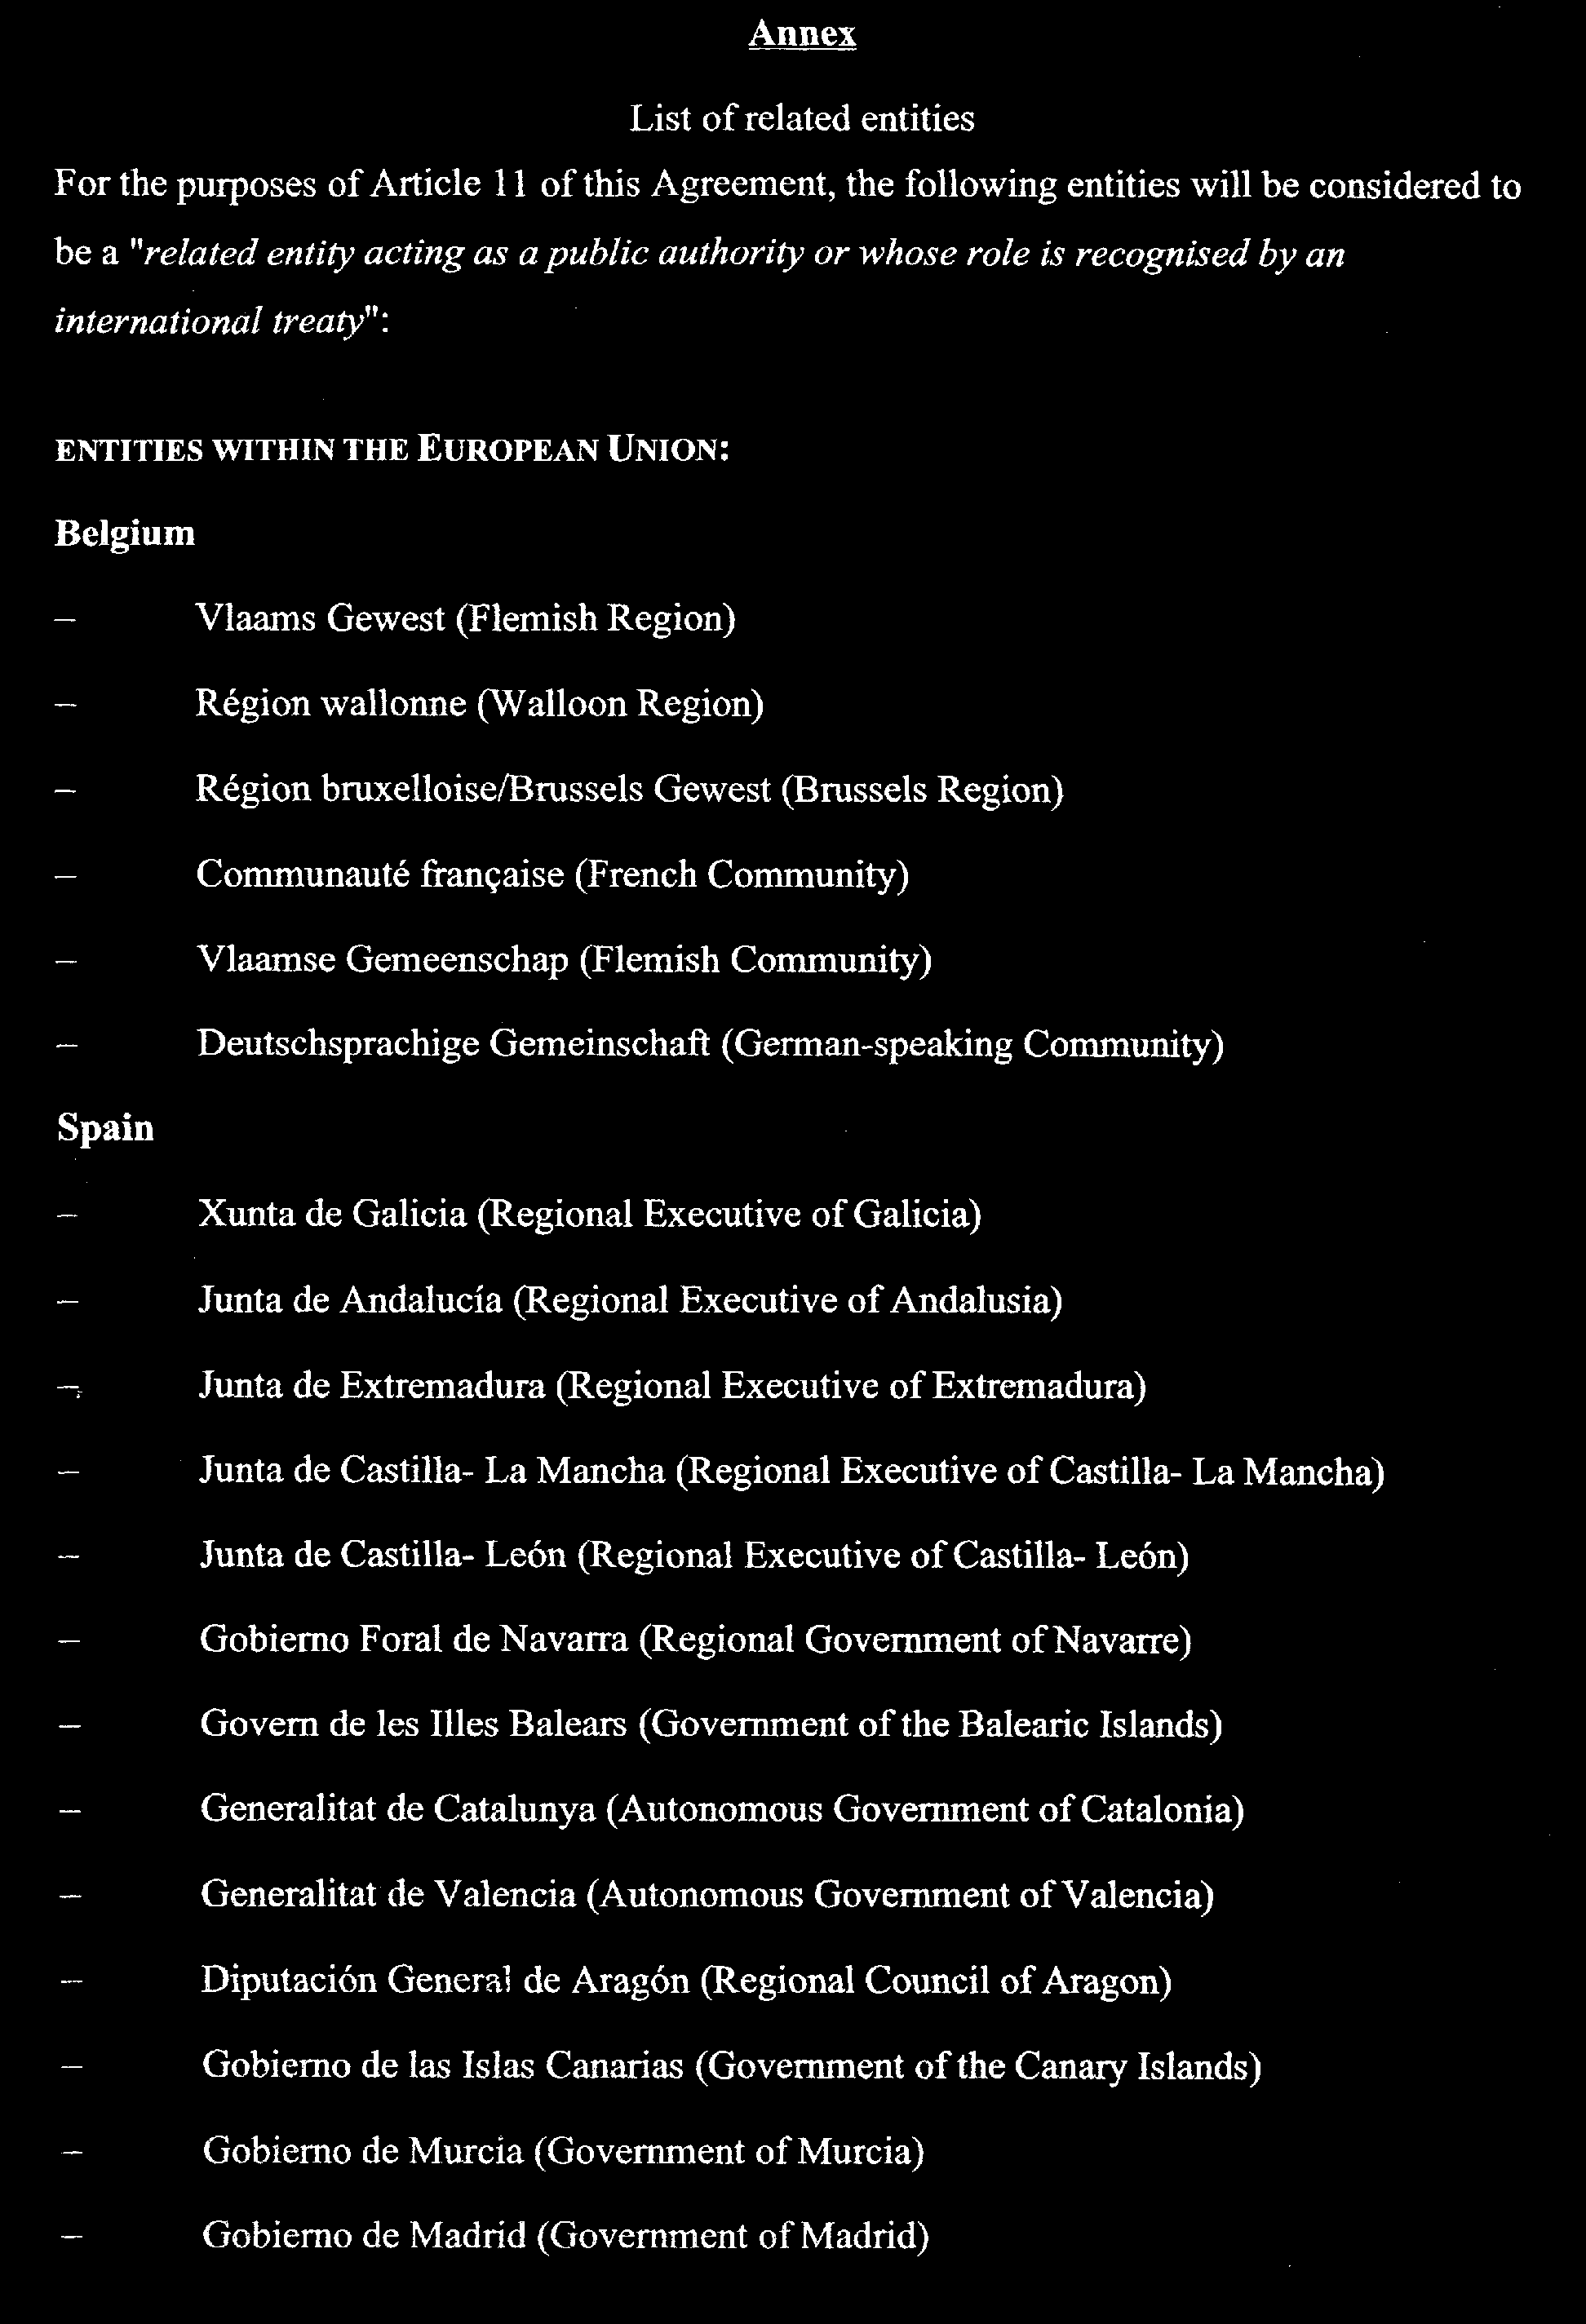 Annex
List of related entities
For the purposes of Article 11 of this Agreement, the following entities will be considered to
be a "related entity acting as a public authority or whose role is recognised by an
international treaty":
ENTITIES WITHIN THE EUROPEAN UNION:
Belgium
– Vlaams Gewest (Flemish Region)
– Région wallonne (Walloon Region)
– Région bruxelloise/Brussels Gewest (Brussels Region)
– Communauté française (French Community)
– Vlaamse Gemeenschap (Flemish Community)
– Deutschsprachige Gemeinschaft (German-speaking Community)
Spain
– Xunta de Galicia (Regional Executive of Galicia)
– Junta de Andalucía (Regional Executive of Andalusia)
– Junta de Extremadura (Regional Executive of Extremadura)
– Junta de Castilla- La Mancha (Regional Executive of Castilla- La Mancha)
– Junta de Castilla- León (Regional Executive of Castilla- León)
– Gobierno Foral de Navarra (Regional Government of Navarre)
– Govern de les Illes Balears (Government of the Balearic Islands)
– Generalitat de Catalunya (Autonomous Government of Catalonia)
– Generalitat de Valencia (Autonomous Government of Valencia)
– Diputación General de Aragón (Regional Council of Aragon)
– Gobierno de las Islas Canarias (Government of the Canary Islands)
– Gobierno de Murcia (Government of Murcia)
– Gobierno de Madrid (Government of Madrid)